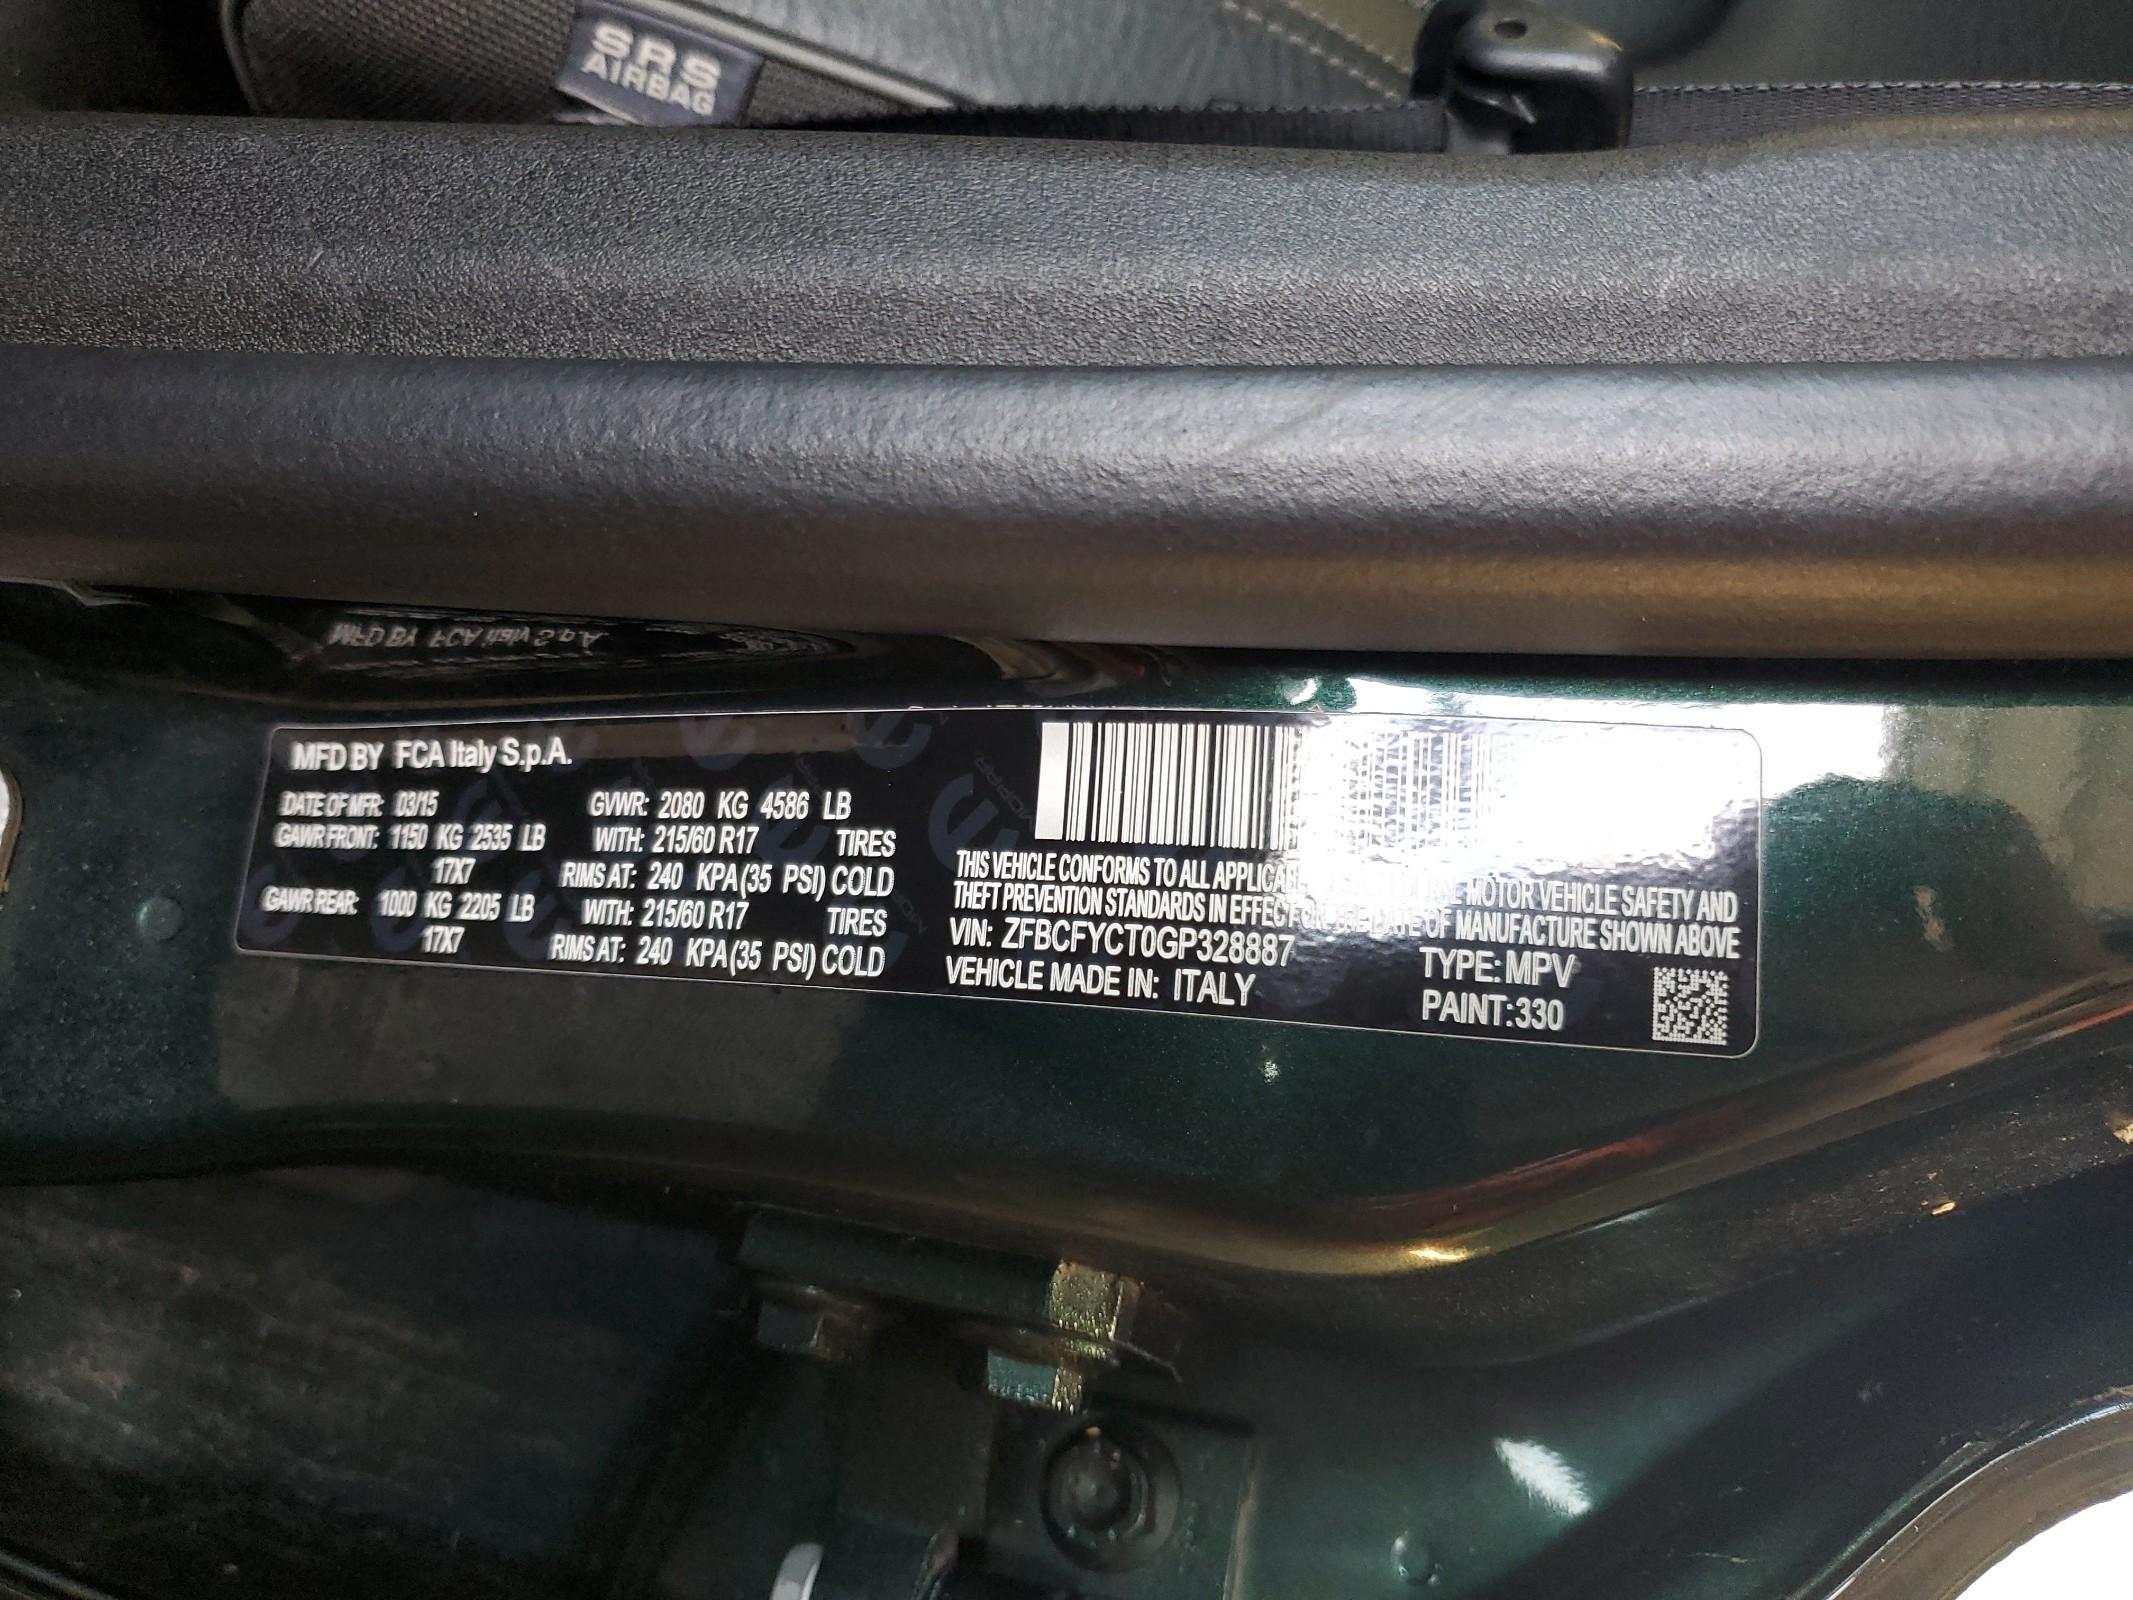 SRS
AIRBAG
MFD BY FCA Italy S.p.A.
MFD BY FCA Italy S.p.A.
DATE OF MFR: 03/15 GVWR: 2080 KG 4586 LB
GAWR FRONT: 1150 KG 2535 LB WITH: 215/60 R17 TIRES
17X7 RIMS AT: 240 KPA (35 PSI) COLD
GAWR REAR: 1000 KG 2205 LB WITH: 215/60 R17 TIRES
17X7 RIMS AT: 240 KPA (35 PSI) COLD
THIS VEHICLE CONFORMS TO ALL MOTOR VEHICLE SAFETY AND
THEFT PREVENTION STANDARDS IN EFFECT ON THE DATE OF MANUFACTURE SHOWN ABOVE
VIN: ZFBCFYCT0GP328887 TYPE: MPV
VEHICLE MADE IN: ITALY PAINT:330
MOPAR